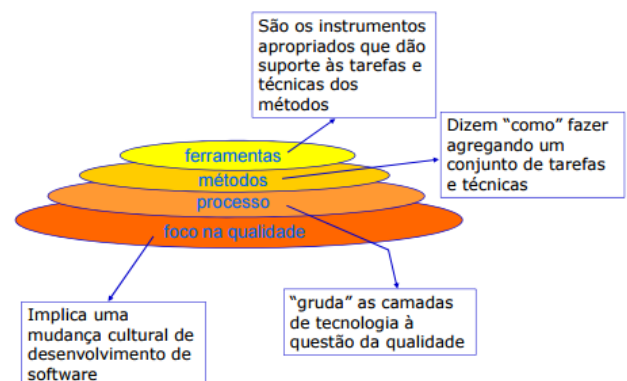 São os instrumentos
apropriados que dão
suporte às tarefas e
técnicas dos
métodos
Dizem “como” fazer
agregando um
conjunto de tarefas
e técnicas
ferramentas
métodos
processo
foco na qualidade
Implica uma
mudança cultural de
desenvolvimento de
software
“gruda” as camadas
de tecnologia à
questão da qualidade